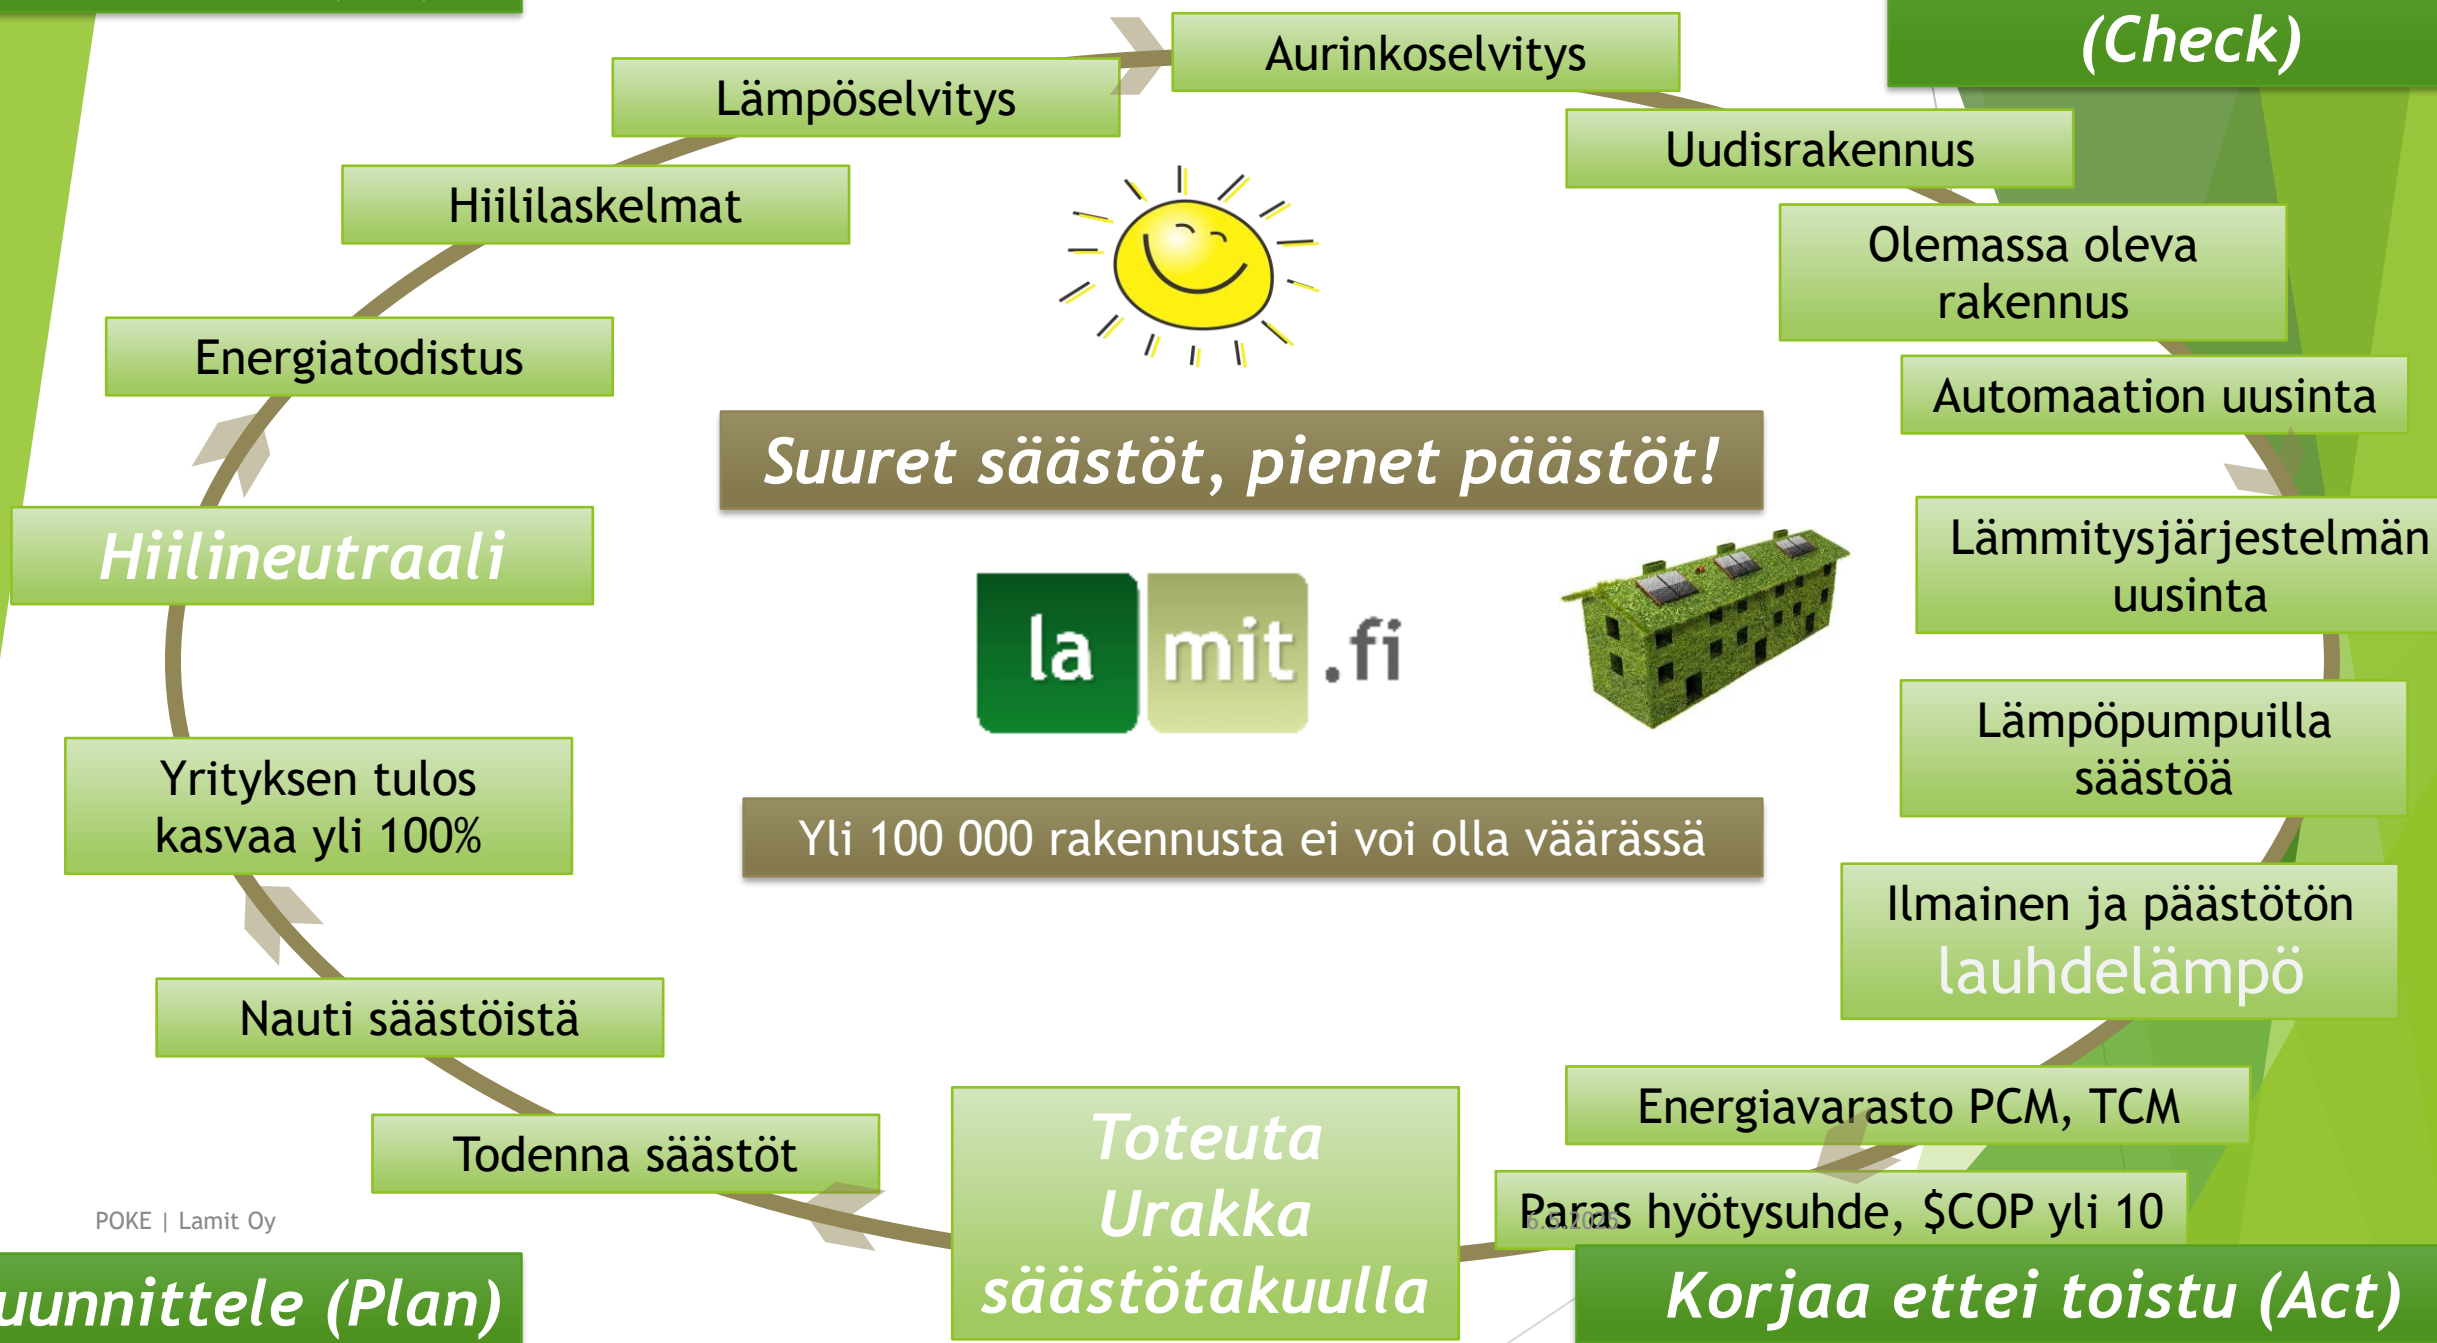 (Check)
Aurinkoselvitys
Lämpöselvitys
Uudisrakennus
Hiililaskelmat
Olemassa oleva
rakennus
Energiatodistus
Automaation uusinta
Suuret säästöt, pienet päästöt!
Hiilineutraali
Lämmitysjärjestelmän
uusinta
la mit .fi
Lämpöpumpuilla
säästöä
Yrityksen tulos
kasvaa yli 100%
Yli 100 000 rakennusta ei voi olla väärässä
Ilmainen ja päästötön
lauhdelämpö
Nauti säästöistä
Energiavarasto PCM, TCM
Todenna säästöt
Toteuta
Urakka
säästötakuulla
Paras hyötysuhde, $COP yli 10
POKE | Lamit Oy
uunnittele (Plan)
Korjaa ettei toistu (Act)